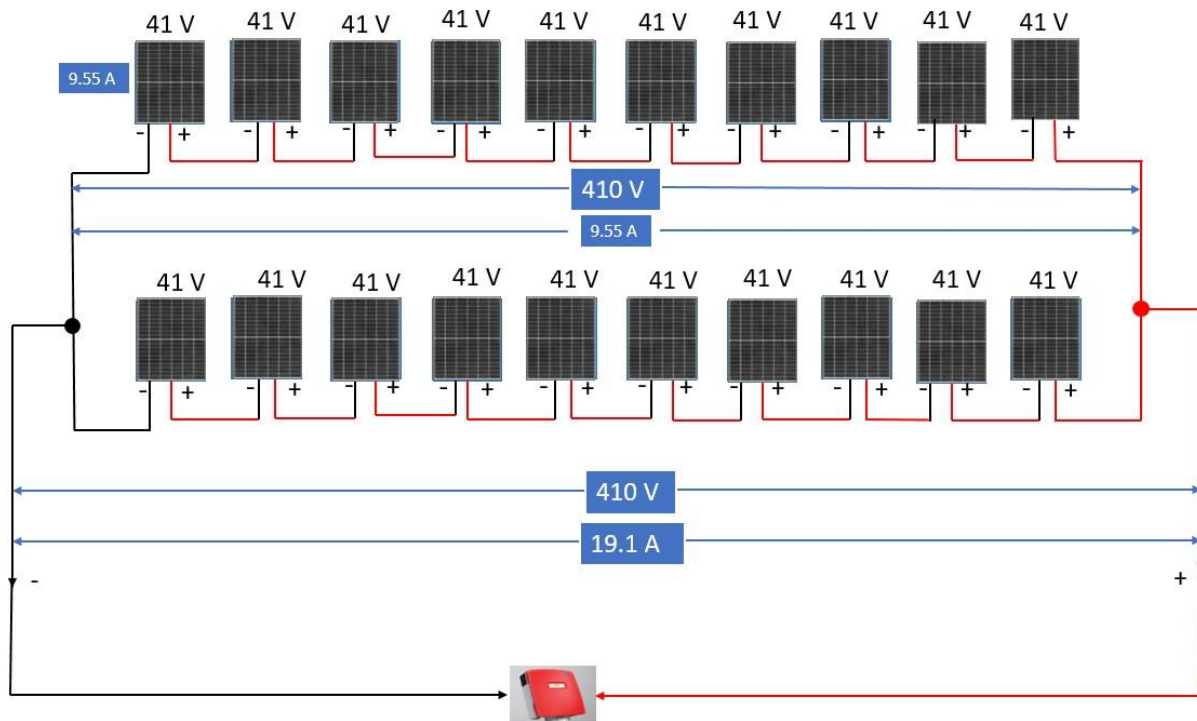 41 V 41 V 41 V 41 V 41 V 41 V 41 V 41 V 41 V 41 V
9.55 A
- + - + - + - + - + - + - + - + - + - +
410 V
9.55 A
41 V 41 V 41 V 41 V 41 V 41 V 41 V 41 V 41 V 41 V
- + - + - + - + - + - + - + - + - + - +
410 V
19.1 A
- +